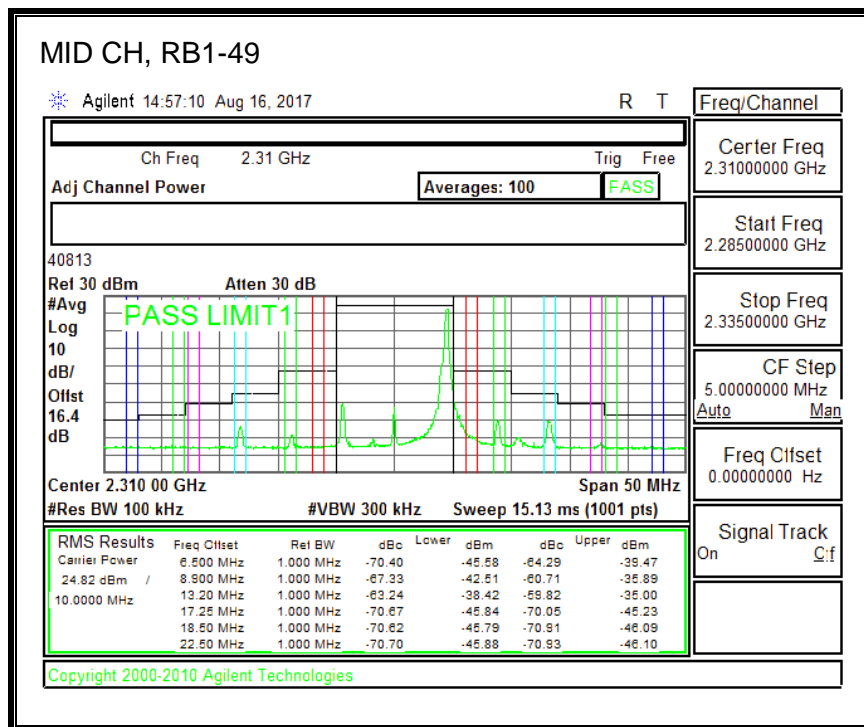 MID CH, RB1-49
Agilent 14:57:10 Aug 16, 2017 R T
Freq/Channel
Ch Freq 2.31 GHz Trig Free
Adj Channel Power Averages: 100 PASS
Center Freq
2.31000000 GHz
Start Freq
2.28500000 GHz
Stop Freq
2.33500000 GHz
CF Step
5.00000000 MHz
Auto Man
Freq Offset
0.00000000 Hz
Signal Track
On Off
40813
Ref 30 dBm Atten 30 dB
#Avg
Log
10
dB/
Offst
16.4
dB
PASS LIMIT1
Center 2.310 00 GHz Span 50 MHz
#Res BW 100 kHz #VBW 300 kHz Sweep 15.13 ms (1001 pts)
RMS Results Freq Offset Ref BW dBc Lower dBm dBc Upper dBm
Carrier Power 6.500 MHz 1.000 MHz -70.40 -45.58 -64.29 -39.47
24.82 dBm / 8.900 MHz 1.000 MHz -67.33 -42.51 -60.71 -35.89
10.0000 MHz 13.20 MHz 1.000 MHz -63.24 -38.42 -59.82 -35.00
17.25 MHz 1.000 MHz -70.67 -45.84 -70.05 -45.23
18.50 MHz 1.000 MHz -70.62 -45.79 -70.91 -46.09
22.50 MHz 1.000 MHz -70.70 -45.88 -70.93 -46.10
Copyright 2000-2010 Agilent Technologies